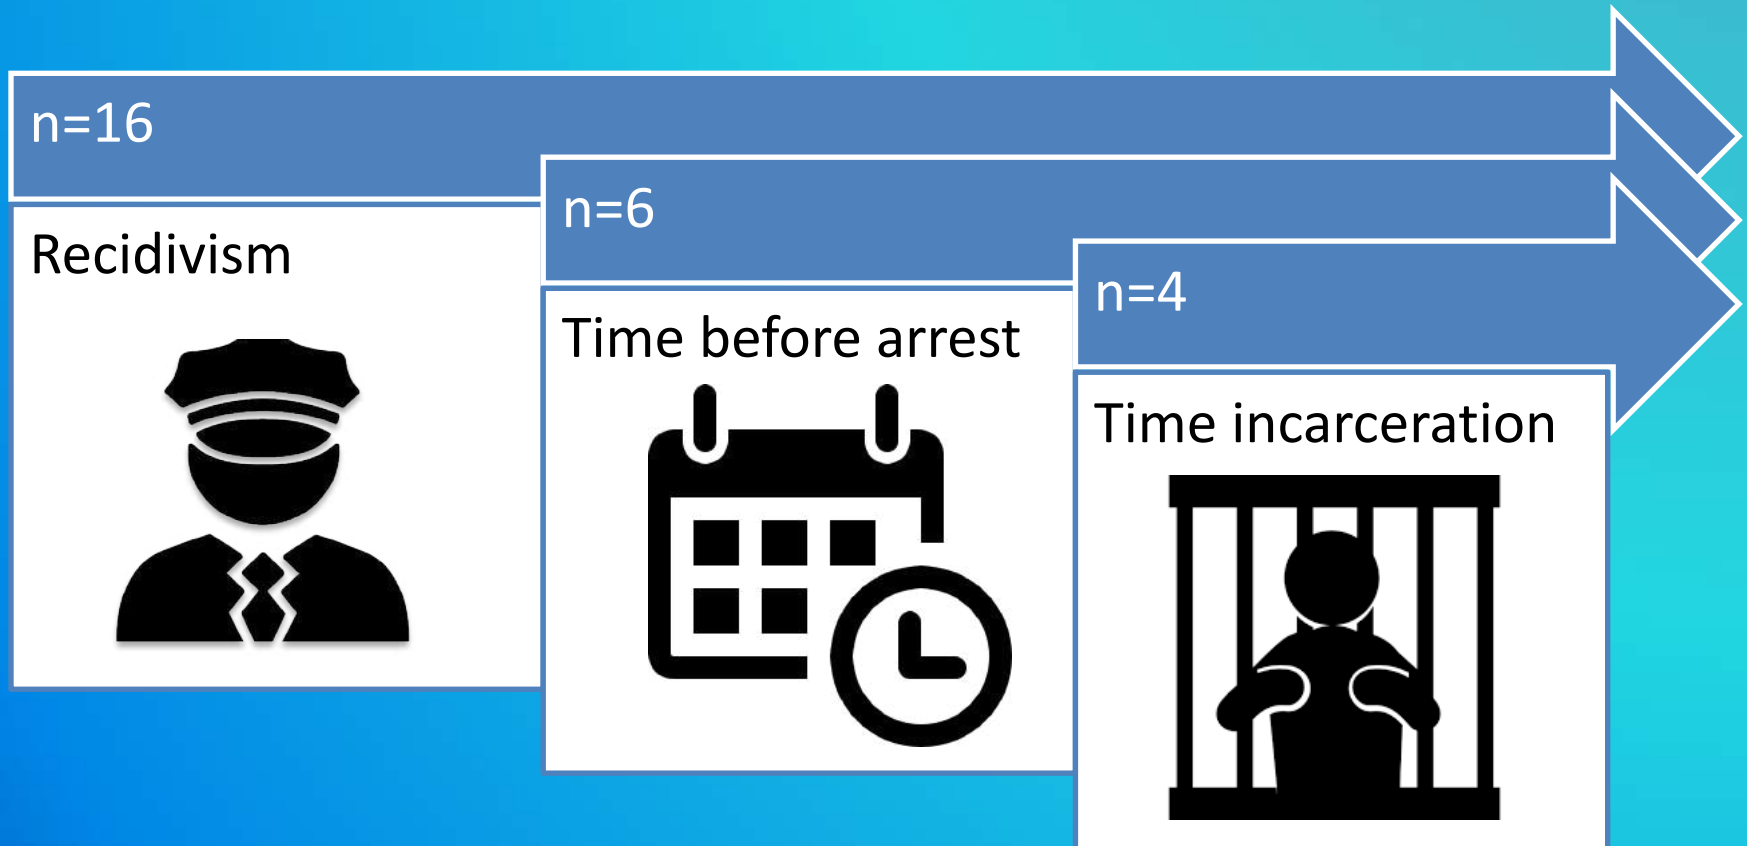 n=16
Recidivism
n=6
Time before arrest
n=4
Time incarceration